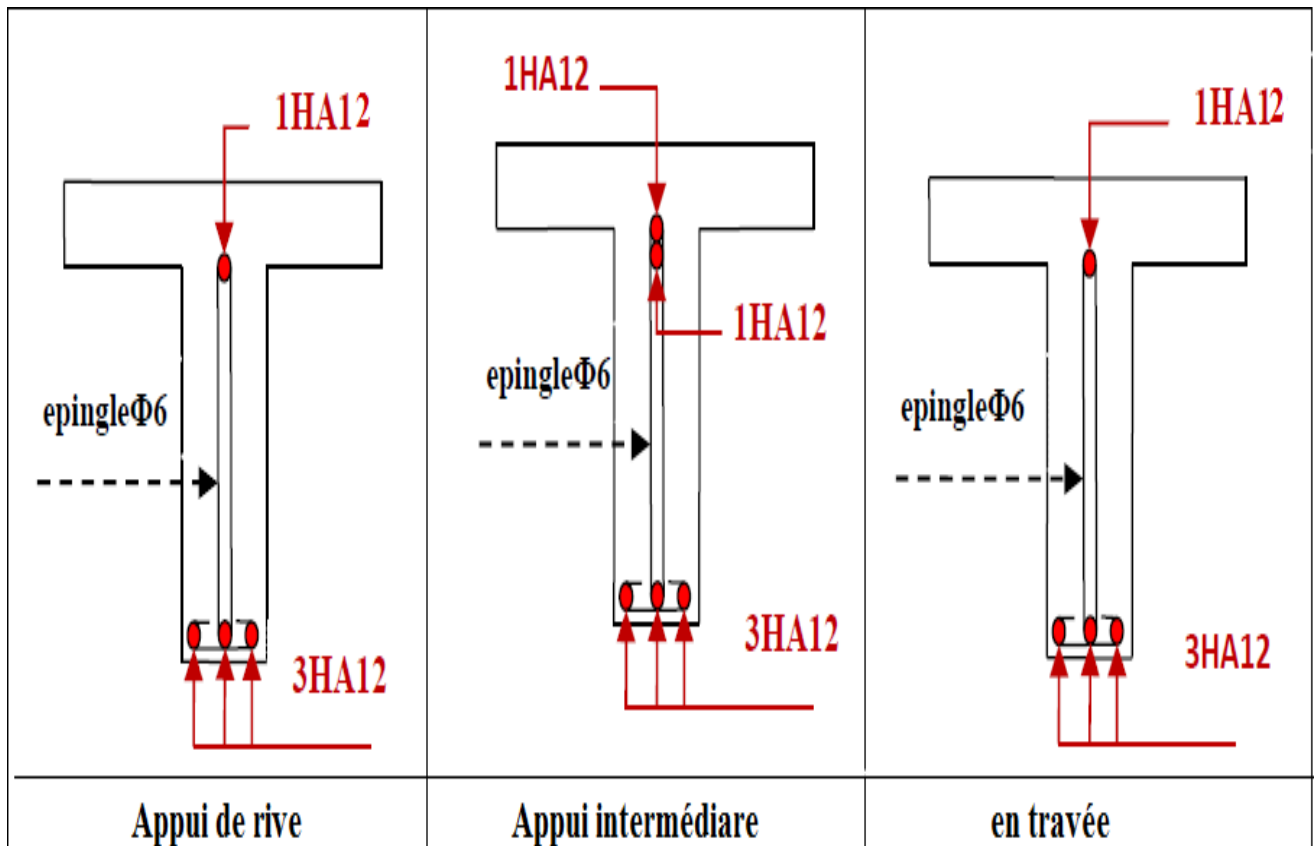 1HA12
epingleΦ6
3HA12
Appui de rive
1HA12
1HA12
epingleΦ6
3HA12
Appui intermédiare
1HA12
epingleΦ6
3HA12
en travée